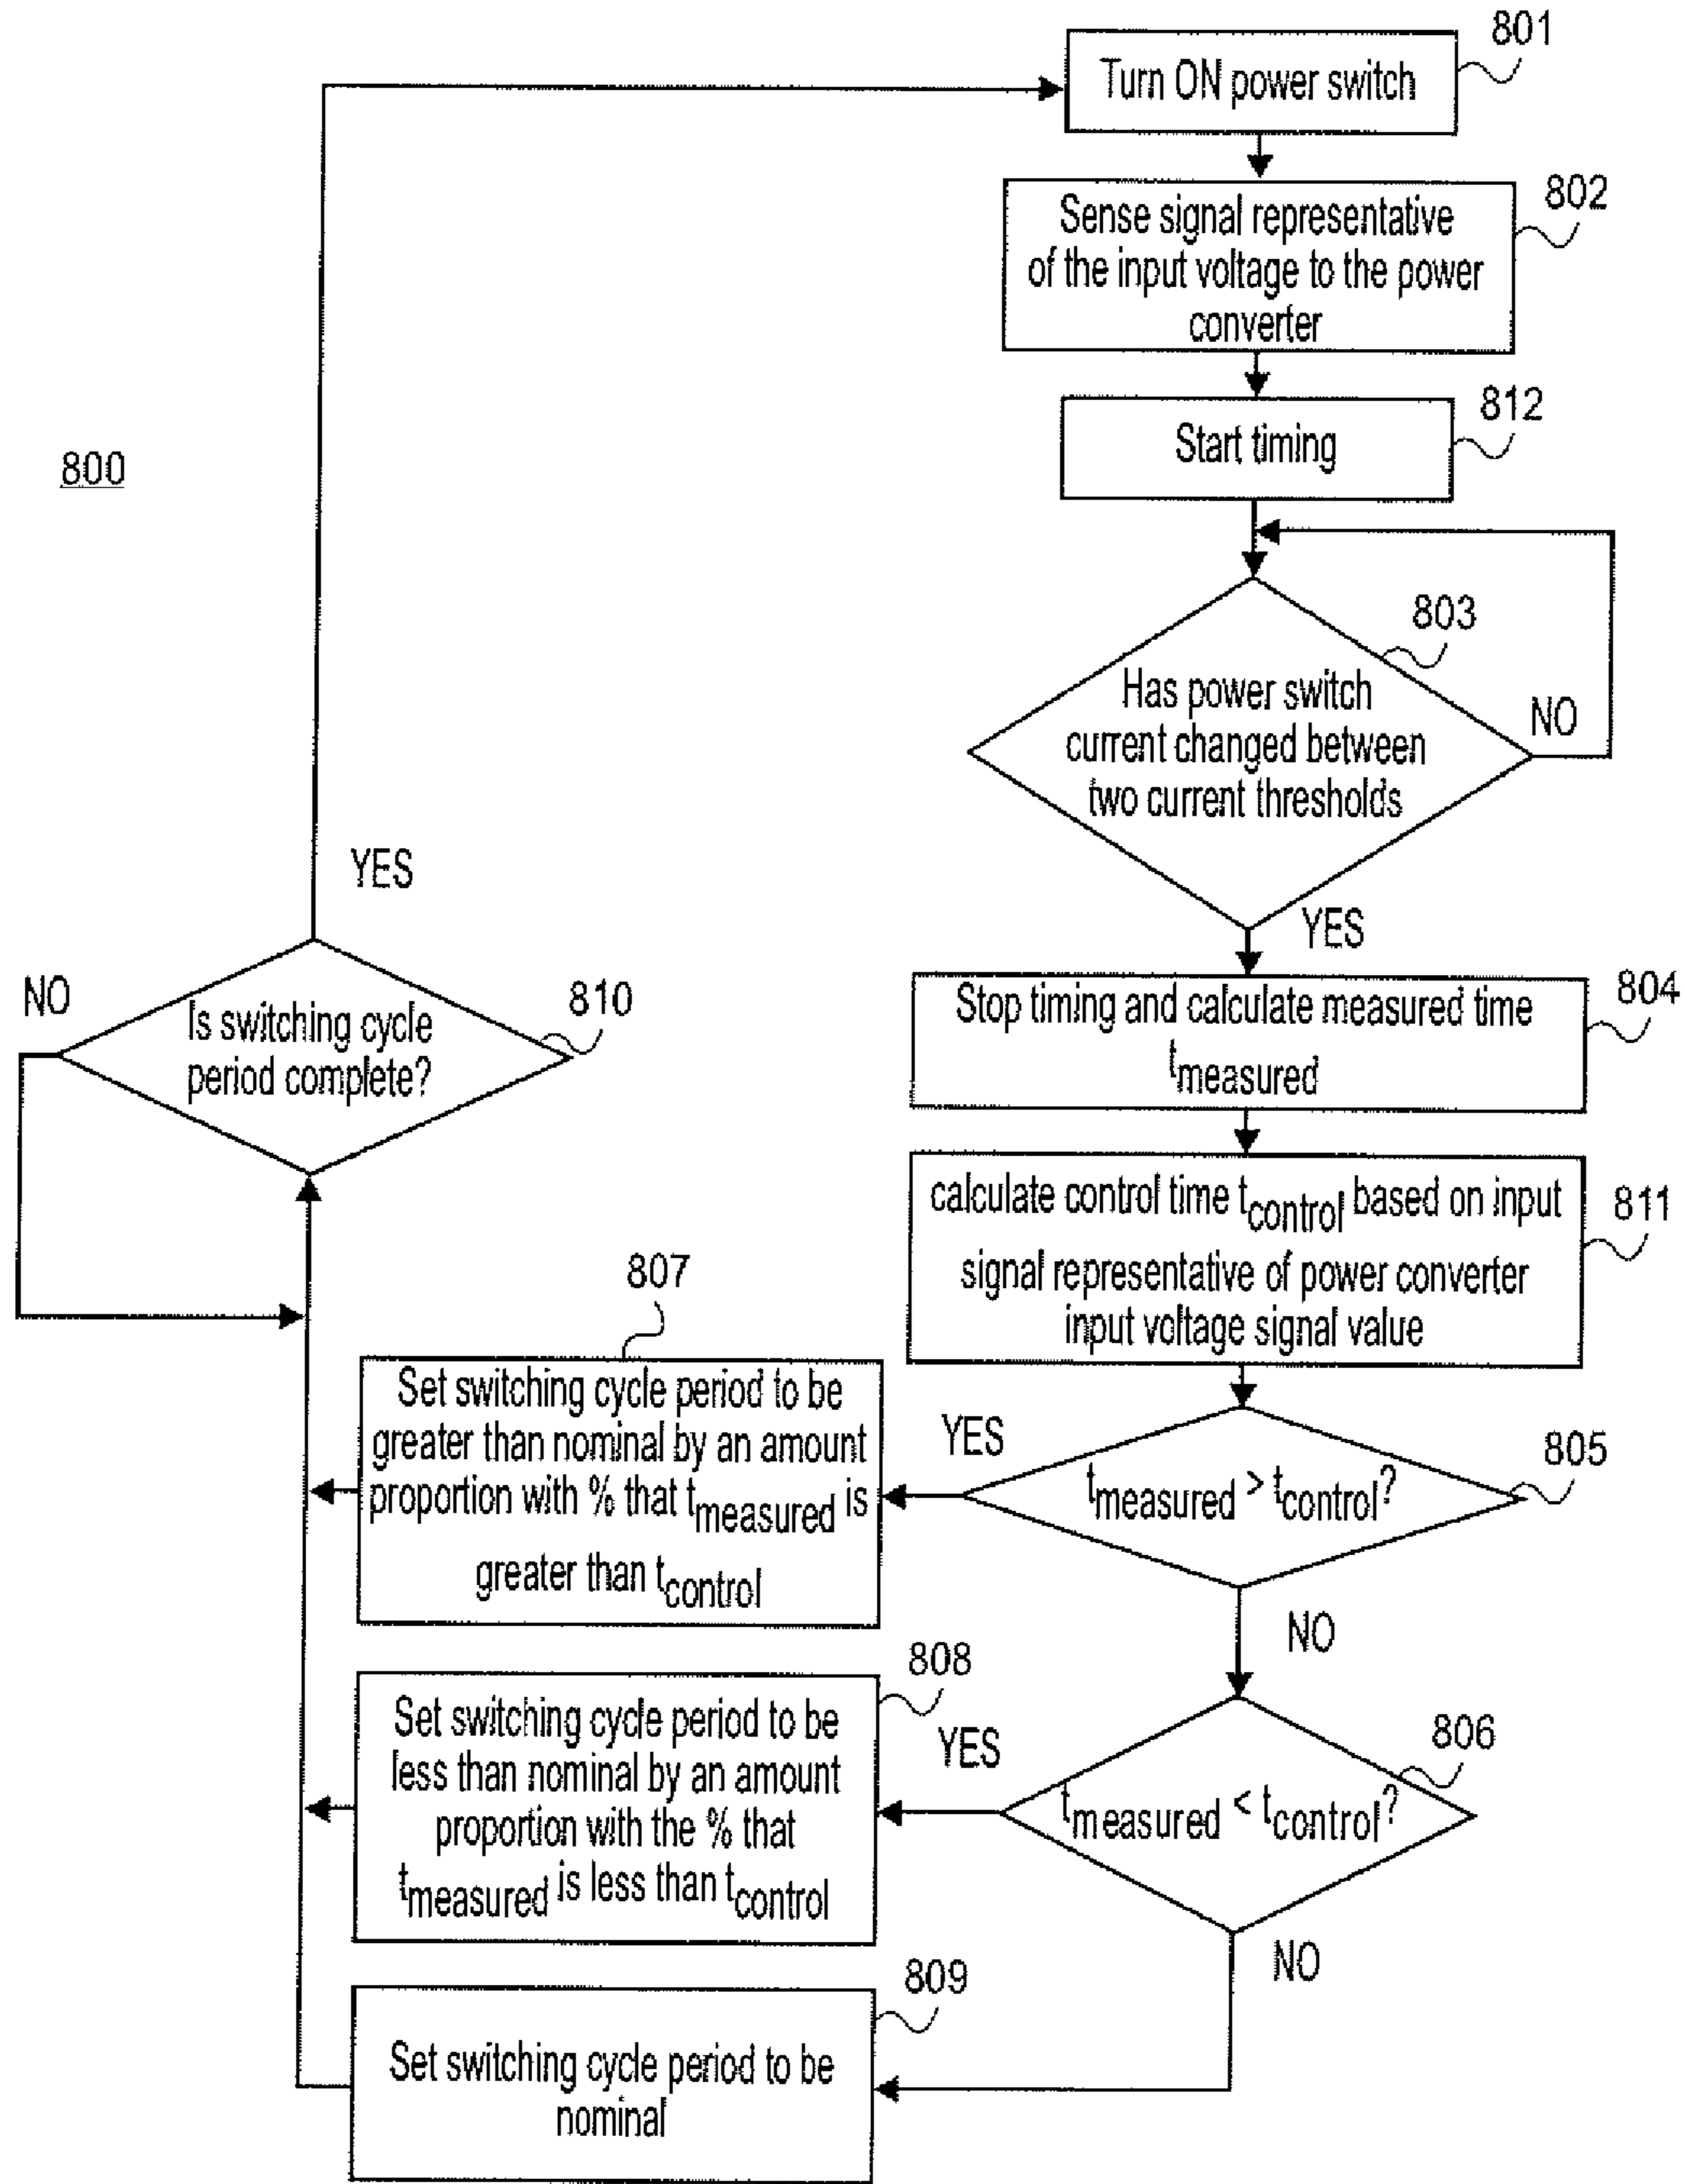 801
Turn ON power switch
802
Sense signal representative
of the input voltage to the power
converter
812
Start timing
800
803
Has power switch
current changed between
two current thresholds
NO
YES
YES
NO
810
Is switching cycle
period complete?
804
Stop timing and calculate measured time
tmeasured
811
calculate control time tcontrol based on input
signal representative of power converter
input voltage signal value
807
Set switching cycle period to be
greater than nominal by an amount
proportion with % that tmeasured is
greater than tcontrol
YES
805
tmeasured > tcontrol?
NO
808
Set switching cycle period to be
less than nominal by an amount
proportion with the % that
tmeasured is less than tcontrol
YES
806
tmeasured < tcontrol?
NO
809
Set switching cycle period to be
nominal